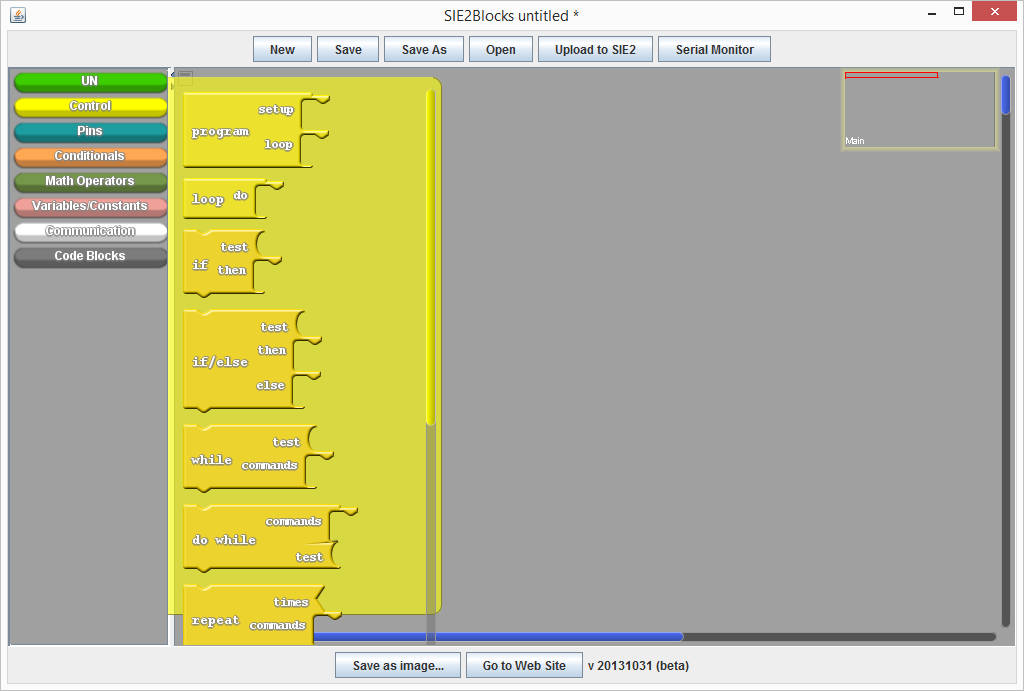 SIE2Blocks untitled *
New Save Save As Open Upload to SIE2 Serial Monitor
UN
Control
Pins
Conditionals
Math Operators
Variables/Constants
Communication
Code Blocks
setup
program
loop
loop do
test
if then
test
then
if/else
else
test
while commands
commands
do while
test
times
repeat commands
Main
Save as image... Go to Web Site v 20131031 (beta)